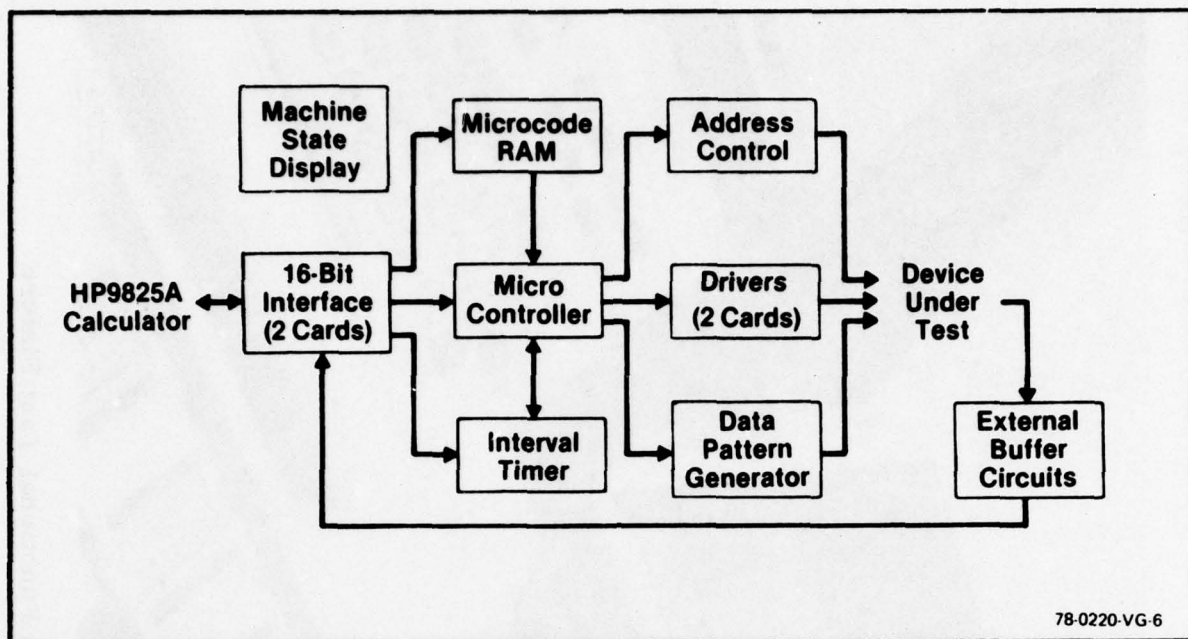 Machine
State
Display
Microcode
RAM
Address
Control
HP9825A
Calculator
16-Bit
Interface
(2 Cards)
Micro
Controller
Drivers
(2 Cards)
Device
Under
Test
Interval
Timer
Data
Pattern
Generator
External
Buffer
Circuits
78-0220-VG-6